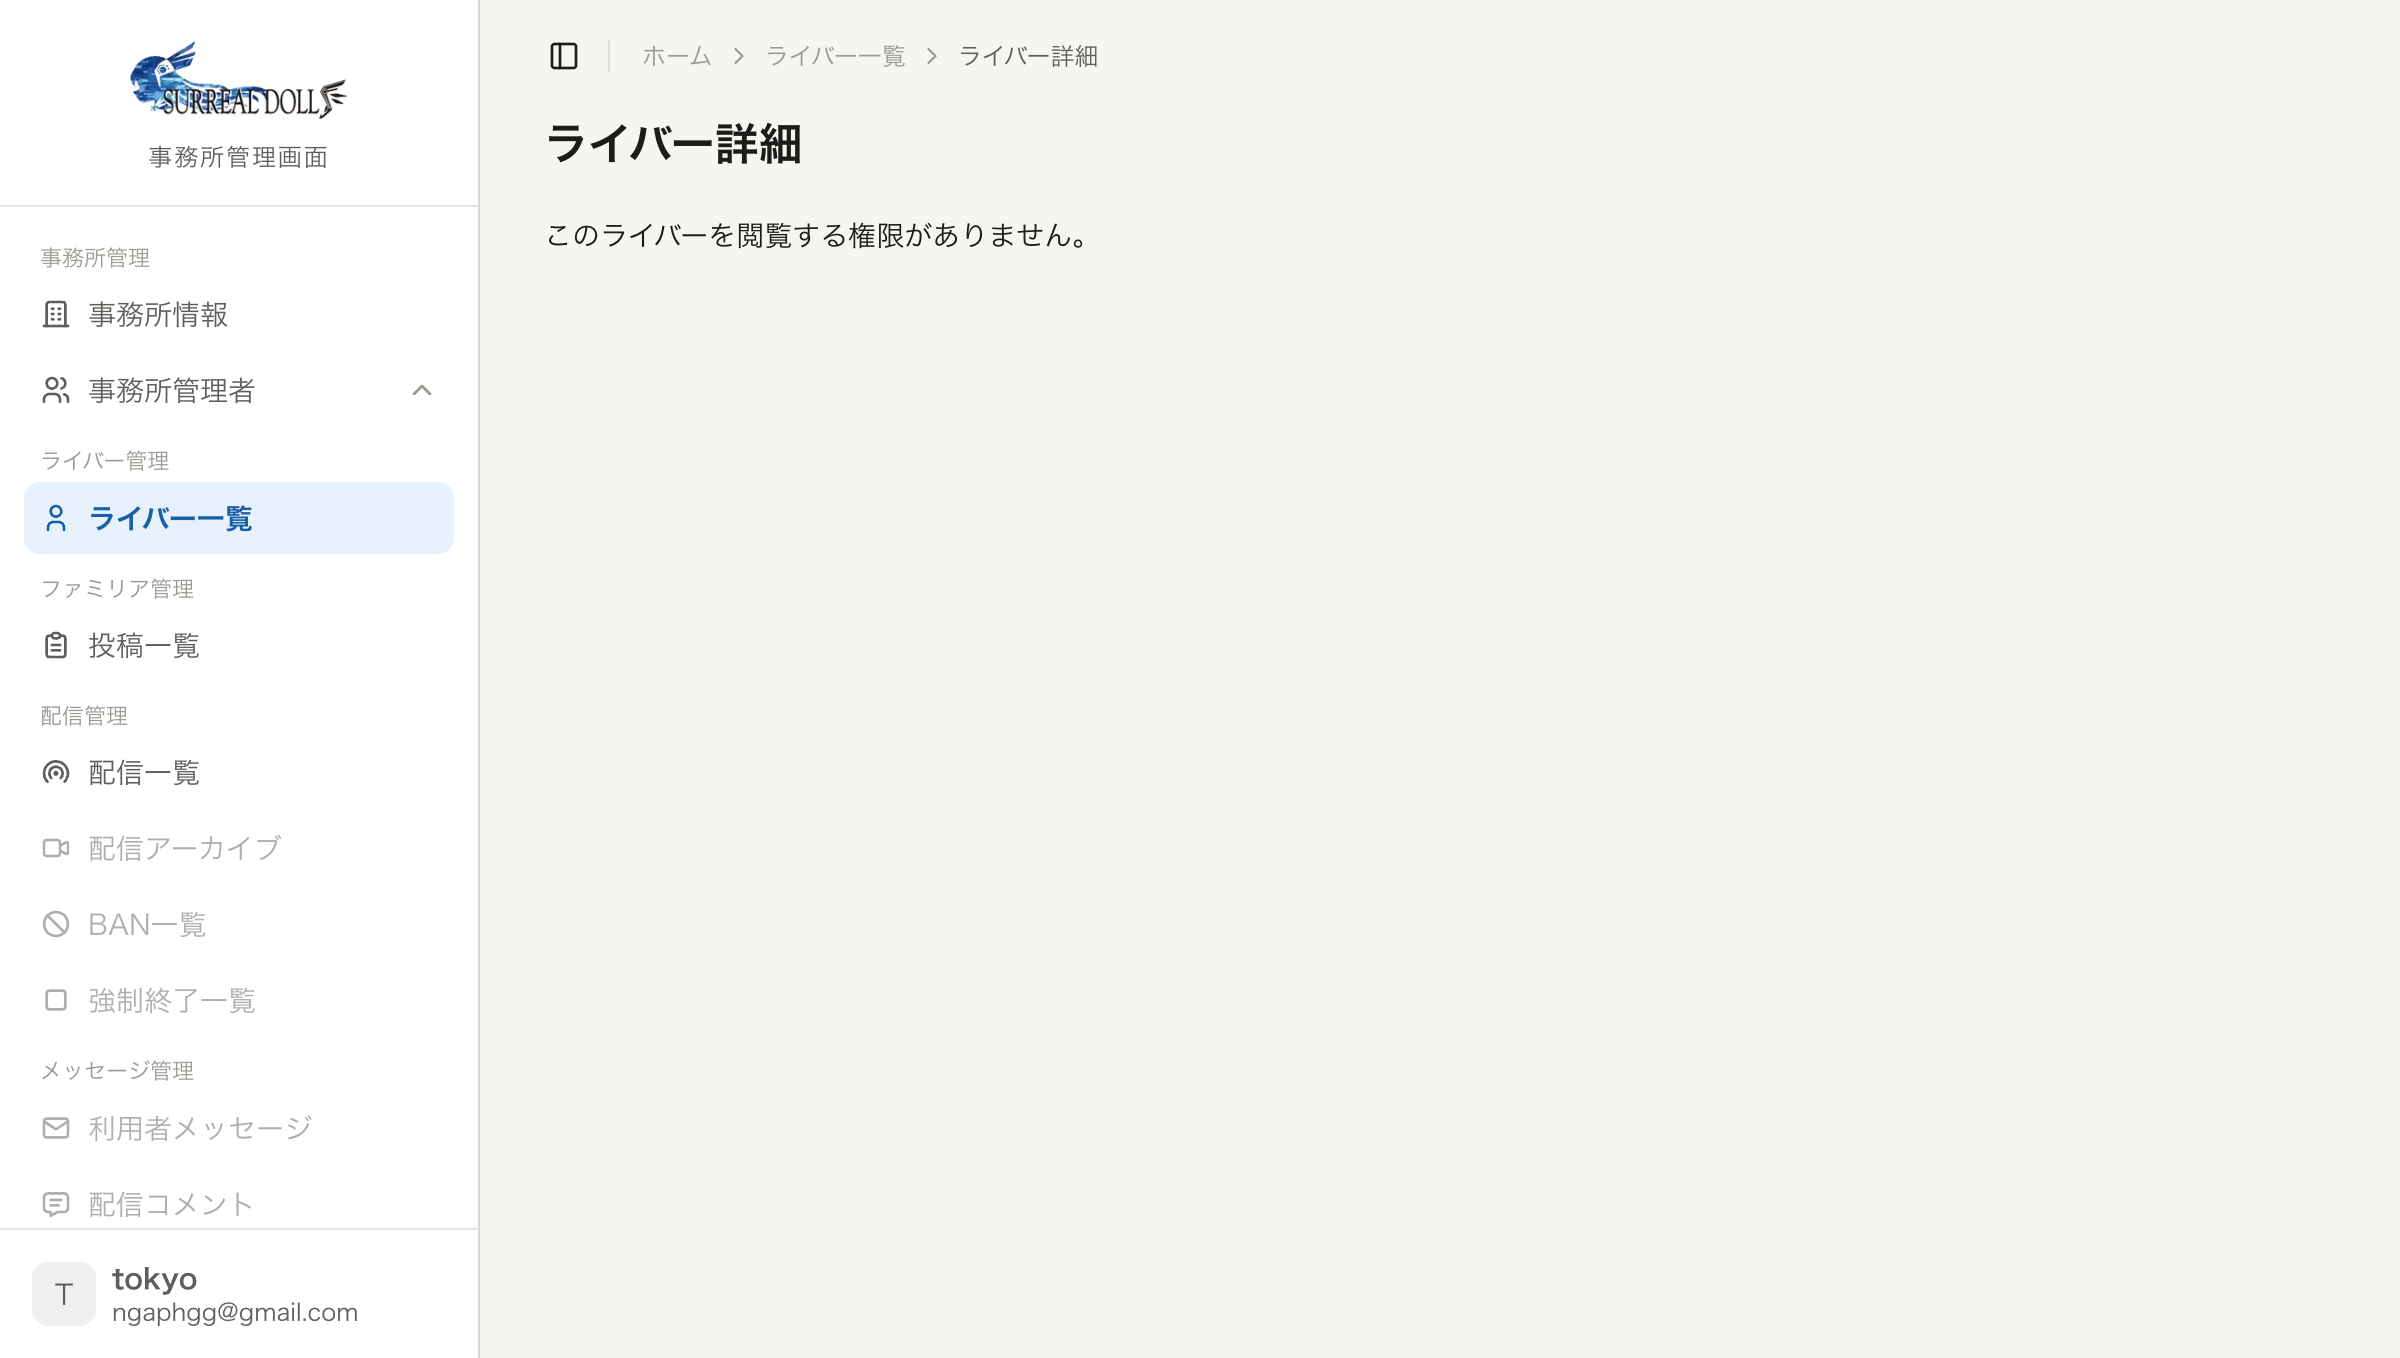 SURREAL DOLL
事務所管理画面
事務所管理
事務所情報
事務所管理者
ライバー管理
ライバー一覧
ファミリア管理
投稿一覧
配信管理
配信一覧
配信アーカイブ
BAN一覧
強制終了一覧
メッセージ管理
利用者メッセージ
配信コメント
T
tokyo
ngaphgg@gmail.com
ホーム > ライバー一覧 > ライバー詳細
ライバー詳細
このライバーを閲覧する権限がありません。